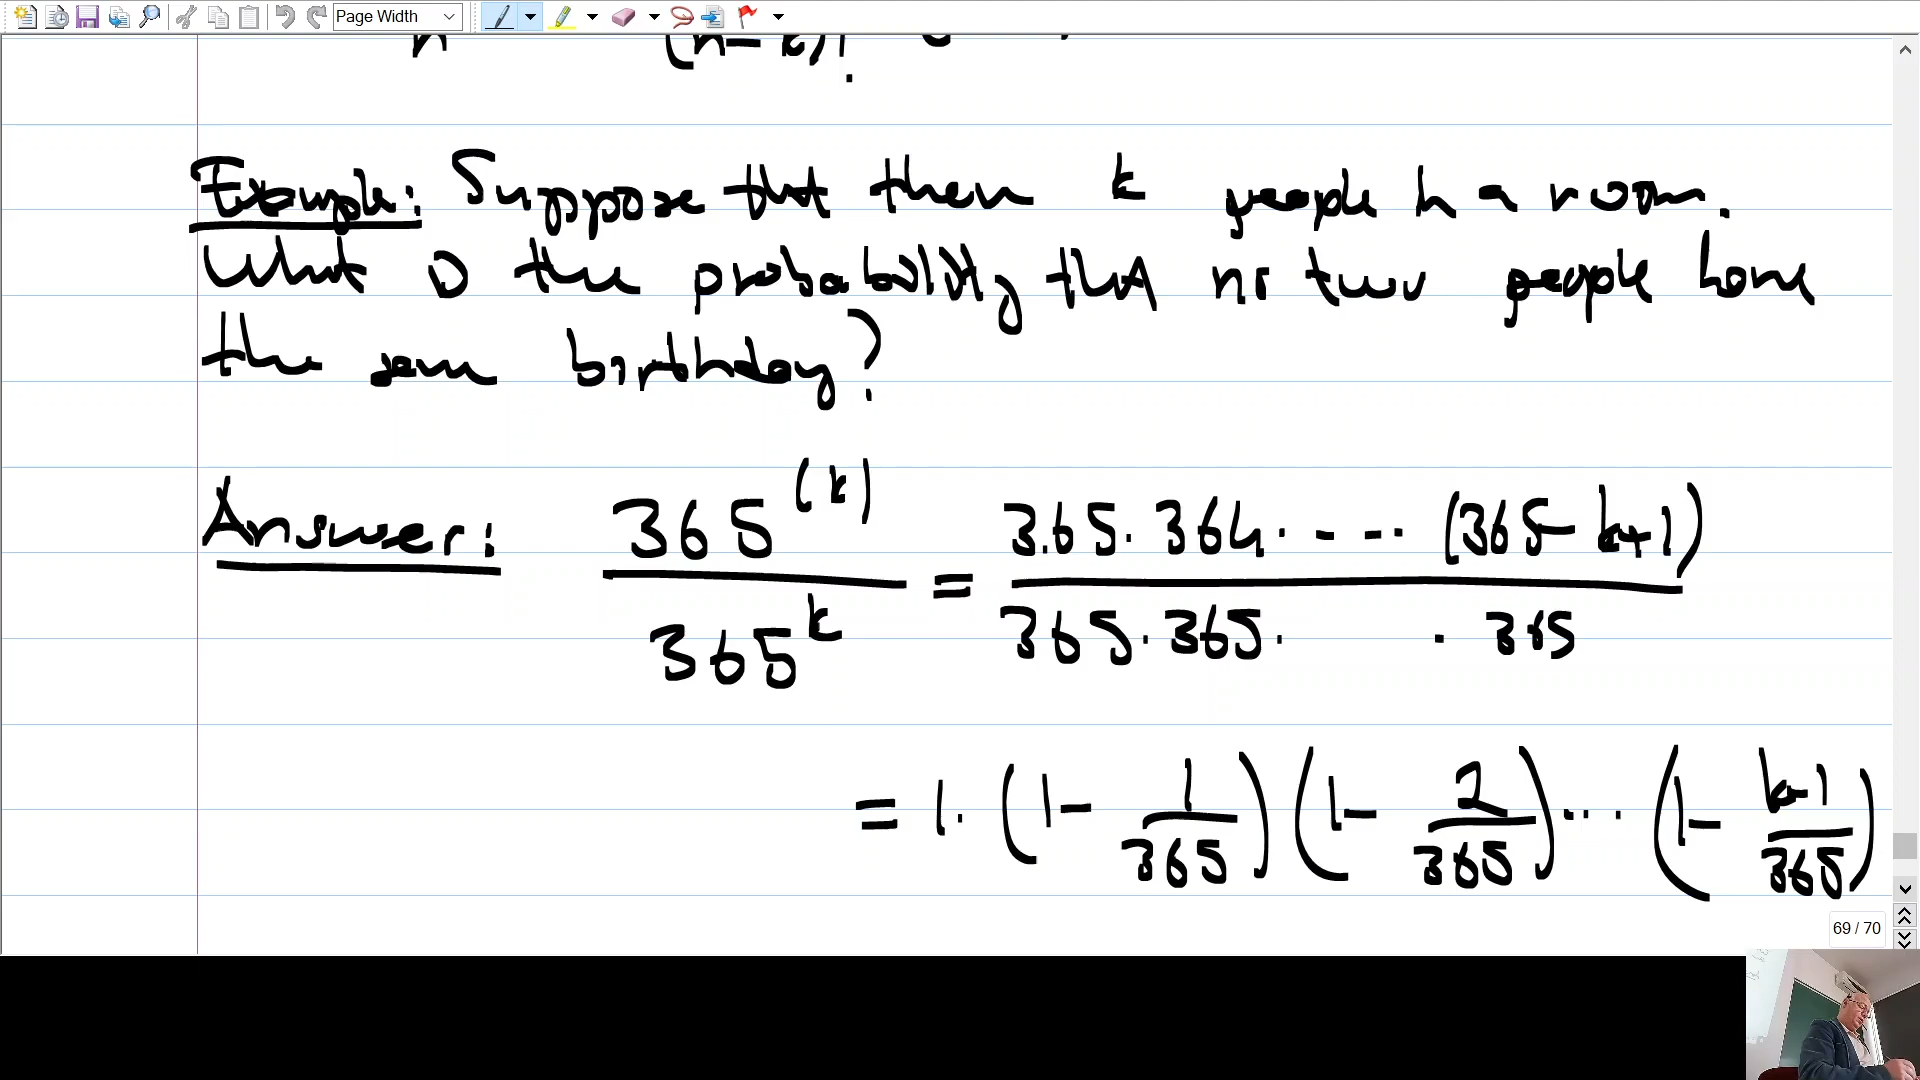 Page Width
n (n-k)!
Example: Suppose that there k people in a room.
What is the probability that no two people have
the same birthday?
Answer: 365^(k) / 365^k = 3.65 · 364 · - - ·· (365 - k+1) / 365 · 365 · · 365
= 1 · (1 - 1/365) (1 - 2/365) ··· (1 - k-1/365)
69 / 70